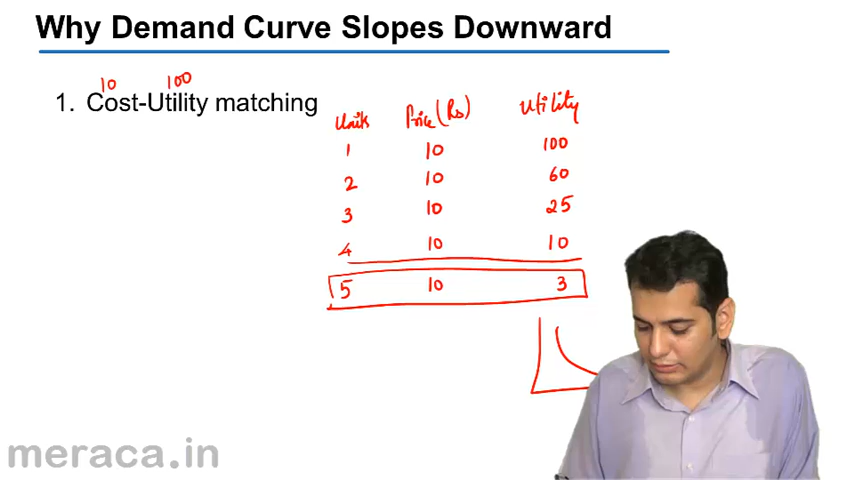 Why Demand Curve Slopes Downward
10 100
1. Cost-Utility matching
Units Price (Rs) Utility
1 10 100
2 10 60
3 10 25
4 10 10
5 10 3
meraca.in